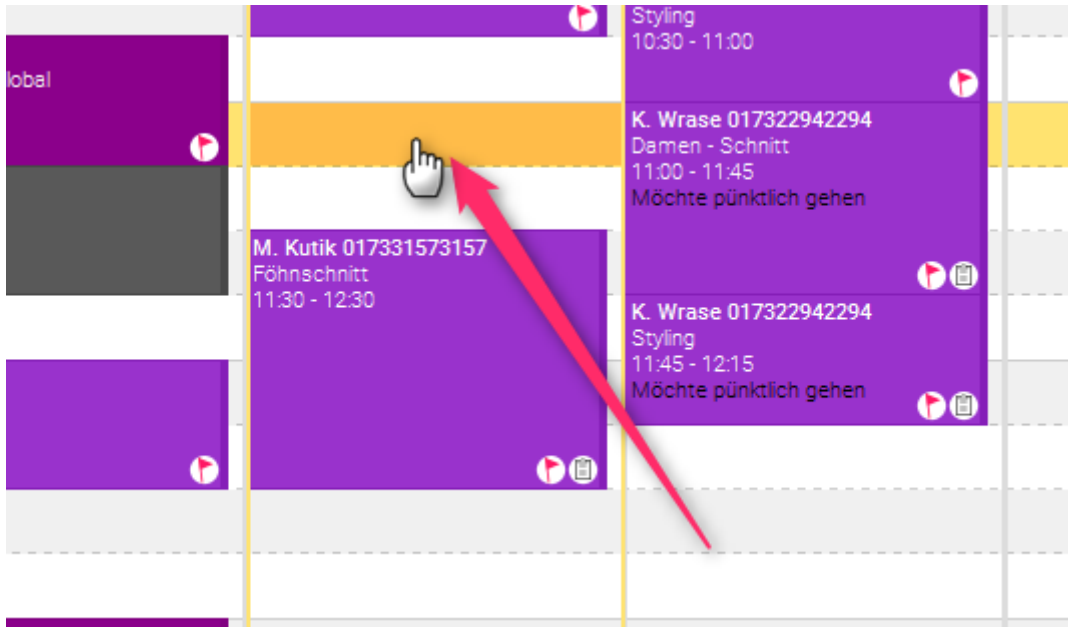 lobal
M. Kutik 017331573157
Föhnschnitt
11:30 - 12:30
Styling
10:30 - 11:00
K. Wrase 017322942294
Damen - Schnitt
11:00 - 11:45
Möchte pünktlich gehen
K. Wrase 017322942294
Styling
11:45 - 12:15
Möchte pünktlich gehen